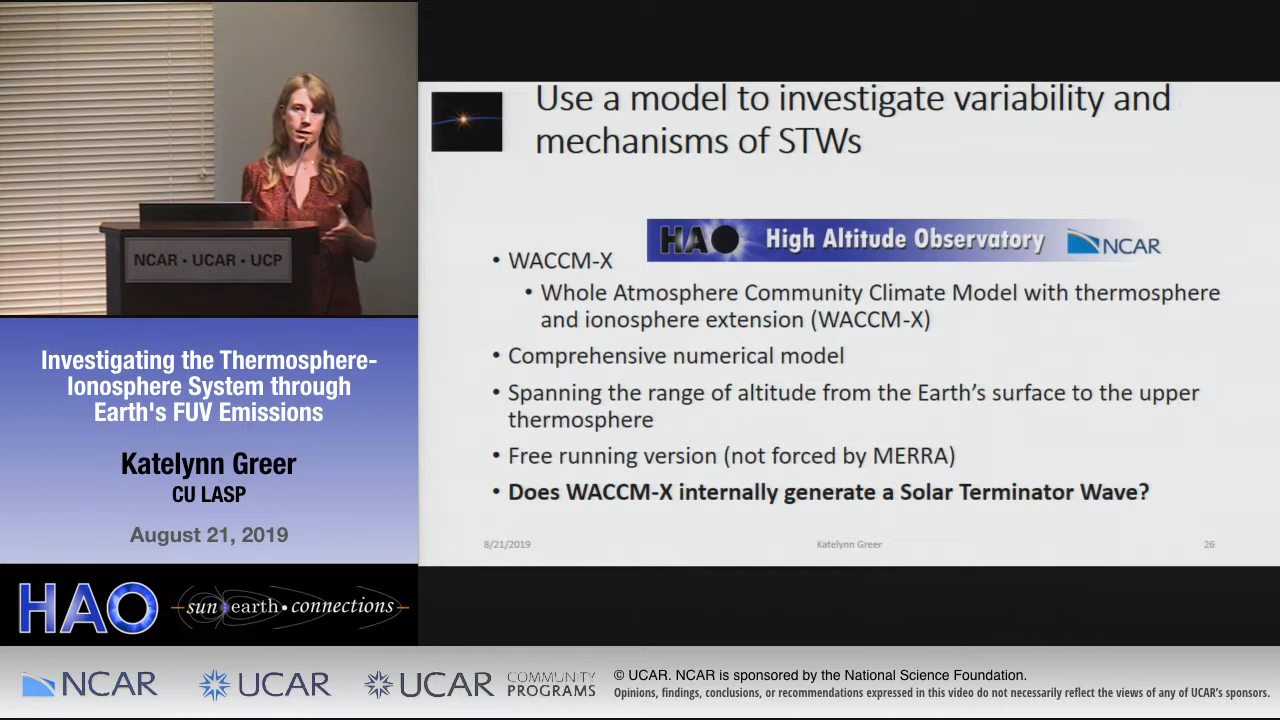 NCAR • UCAR • UCP
Investigating the Thermosphere-
Ionosphere System through
Earth's FUV Emissions
Katelynn Greer
CU LASP
August 21, 2019
HAO sun•earth•connections
Use a model to investigate variability and
mechanisms of STWs
HAO High Altitude Observatory NCAR
• WACCM-X
• Whole Atmosphere Community Climate Model with thermosphere
and ionosphere extension (WACCM-X)
• Comprehensive numerical model
• Spanning the range of altitude from the Earth's surface to the upper
thermosphere
• Free running version (not forced by MERRA)
• Does WACCM-X internally generate a Solar Terminator Wave?
8/21/2019 Katelynn Greer 26
NCAR UCAR UCAR COMMUNITY
PROGRAMS
© UCAR. NCAR is sponsored by the National Science Foundation.
Opinions, findings, conclusions, or recommendations expressed in this video do not necessarily reflect the views of any of UCAR's sponsors.